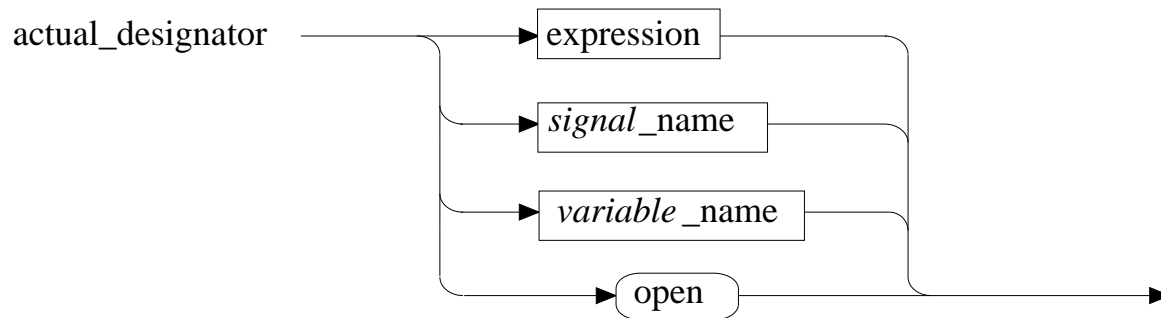 actual_designator expression
signal_name
variable_name
open